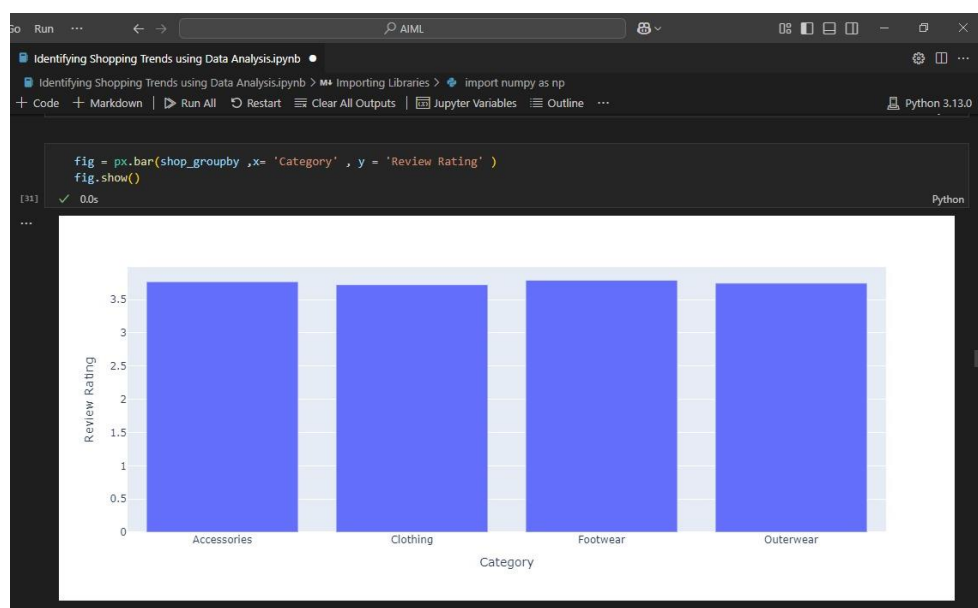 Go Run ··· ← → AIML
Identifying Shopping Trends using Data Analysis.ipynb ●
Identifying Shopping Trends using Data Analysis.ipynb > M↓ Importing Libraries > import numpy as np
+ Code + Markdown | Run All Restart Clear All Outputs | Jupyter Variables Outline ··· Python 3.13.0
fig = px.bar(shop_groupby ,x= 'Category' , y = 'Review Rating' )
fig.show()
[31] ✓ 0.0s Python
···
3.5
3
2.5
2
1.5
1
0.5
0
Review Rating
Accessories Clothing Footwear Outerwear
Category